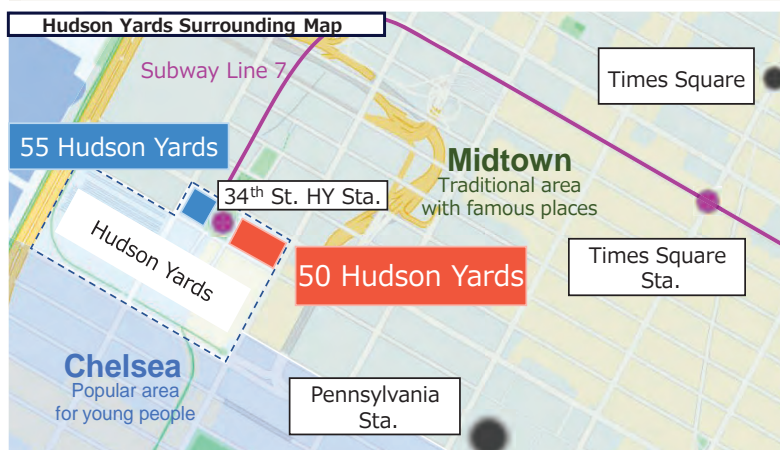 Hudson Yards Surrounding Map
Subway Line 7
Times Square
55 Hudson Yards
Midtown
Traditional area
with famous places
34th St. HY Sta.
Hudson Yards
50 Hudson Yards
Times Square
Sta.
Chelsea
Popular area
for young people
Pennsylvania
Sta.